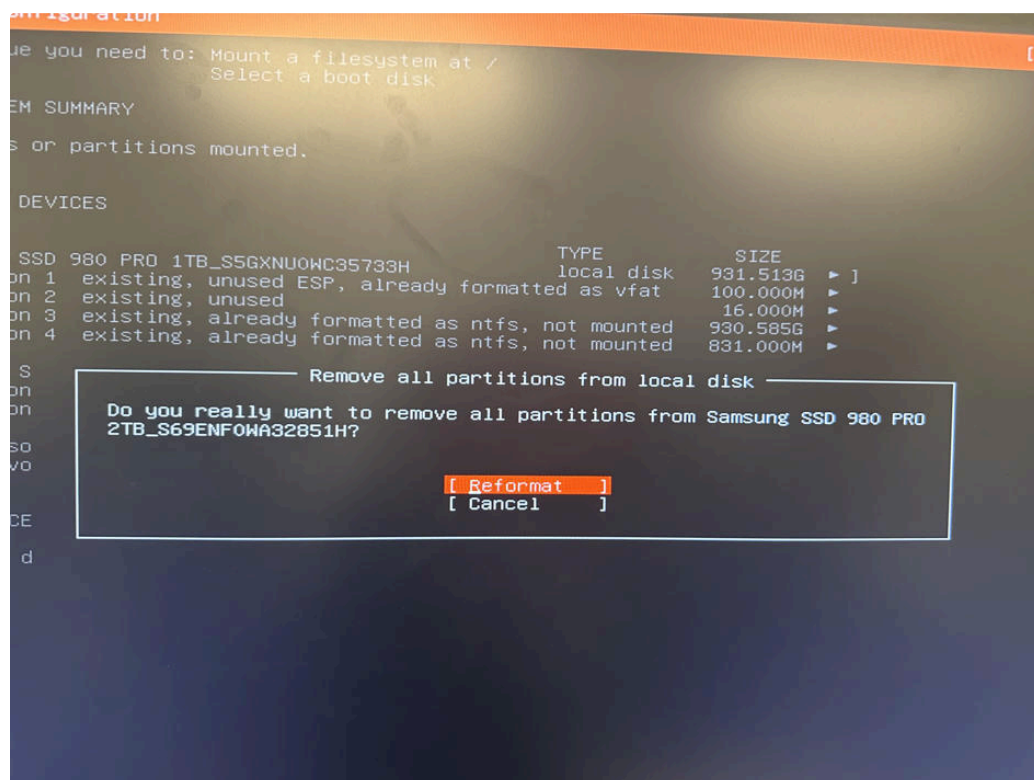 onfiguration
ue you need to: Mount a filesystem at /
Select a boot disk
[
EM SUMMARY
s or partitions mounted.
DEVICES
TYPE SIZE
SSD 980 PRO 1TB_S5GXNU0WC35733H local disk 931.513G ► ]
on 1 existing, unused ESP, already formatted as vfat 100.000M ►
on 2 existing, unused 16.000M ►
on 3 existing, already formatted as ntfs, not mounted 930.585G ►
on 4 existing, already formatted as ntfs, not mounted 831.000M ►
S
on
on
so
vo
CE
d
Remove all partitions from local disk
Do you really want to remove all partitions from Samsung SSD 980 PRO
2TB_S69ENF0WA32851H?
[ Reformat ]
[ Cancel ]